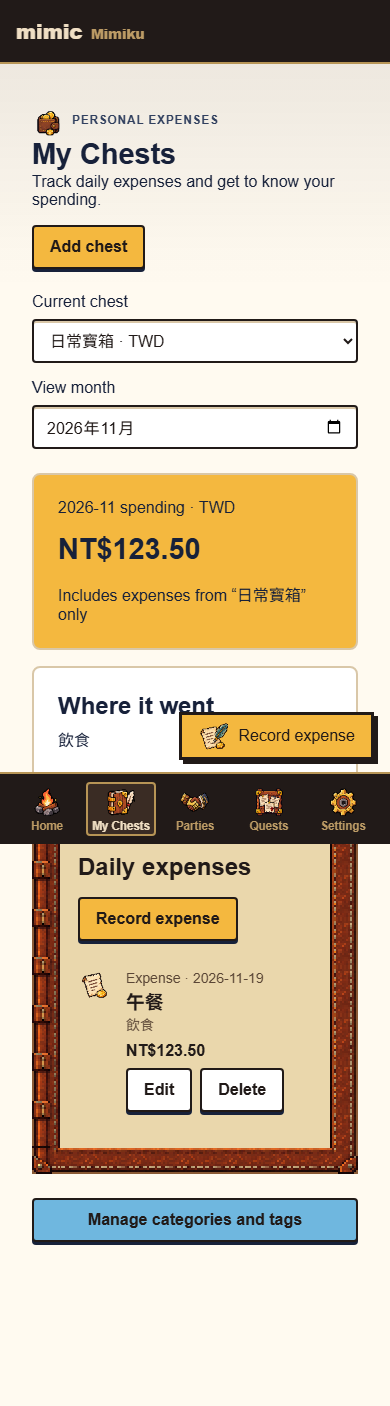 mimic Mimiku
PERSONAL EXPENSES
My Chests
Track daily expenses and get to know your
spending.
Add chest
Current chest
日常寶箱 · TWD
View month
2026年11月
2026-11 spending · TWD
NT$123.50
Includes expenses from “日常寶箱”
only
Where it went
飲食
Record expense
Home
My Chests
Parties
Quests
Settings
Daily expenses
Record expense
Expense · 2026-11-19
午餐
飲食
NT$123.50
Edit
Delete
Manage categories and tags